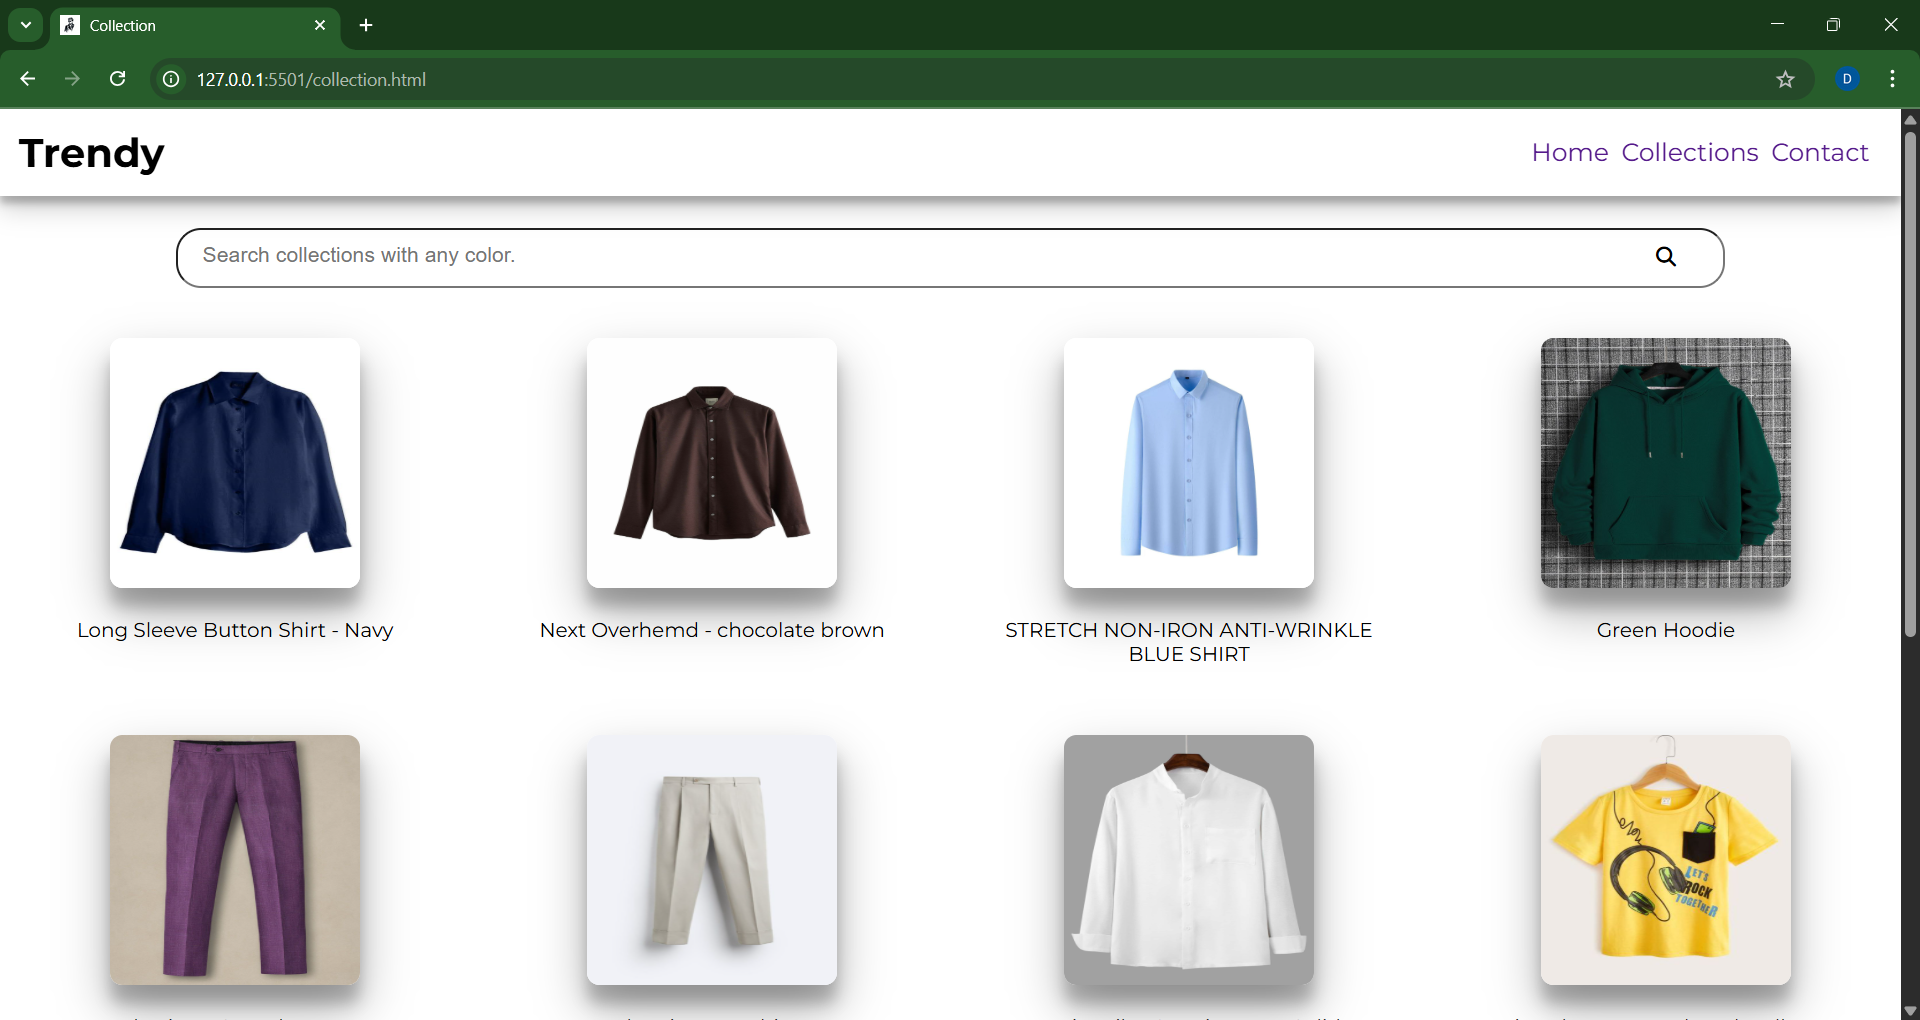 Collection
127.0.0.1:5501/collection.html
D
Trendy
Home Collections Contact
Search collections with any color.
Long Sleeve Button Shirt - Navy
Next Overhemd - chocolate brown
STRETCH NON-IRON ANTI-WRINKLE
BLUE SHIRT
Green Hoodie
LET'S
ROCK
TOGETHER